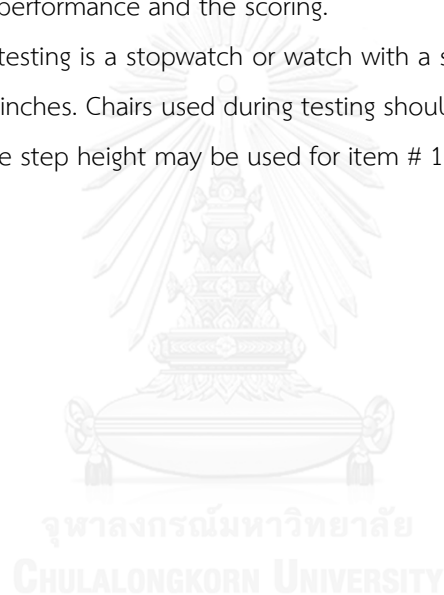 performance and the scoring.
testing is a stopwatch or watch with a s
inches. Chairs used during testing shoul
e step height may be used for item # 1
จุฬาลงกรณ์มหาวิทยาลัย
CHULALONGKORN UNIVERSITY